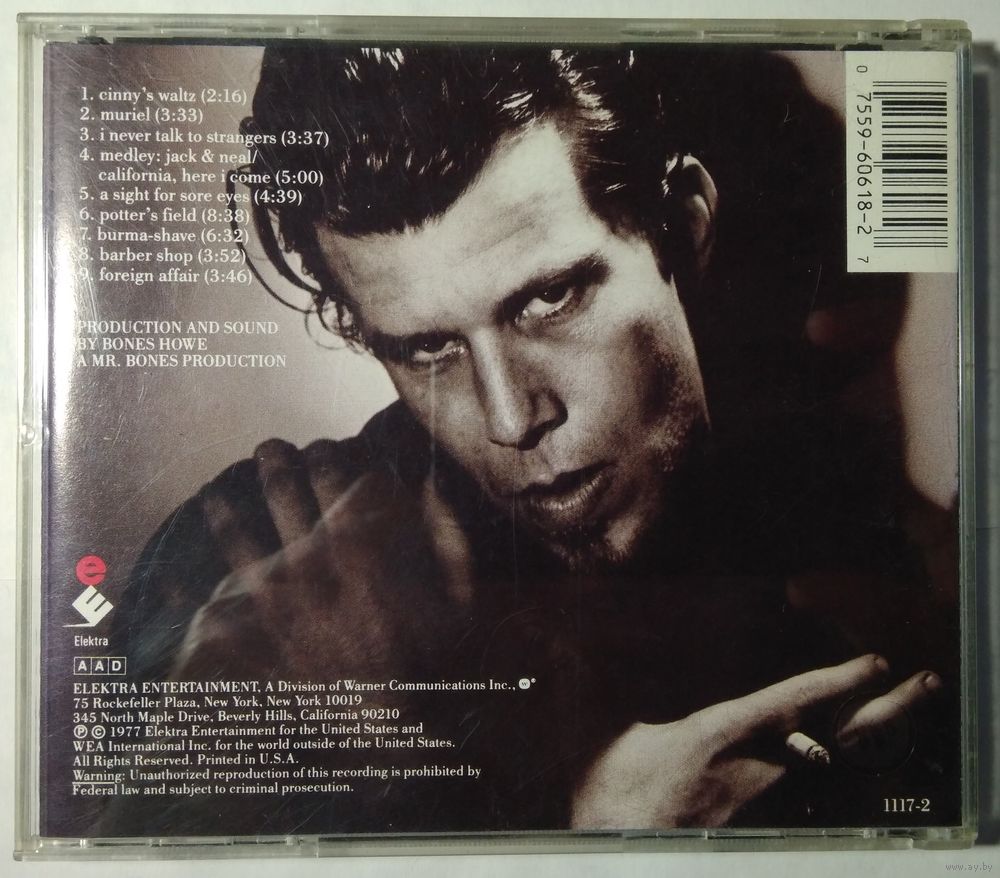 1. cinny's waltz (2:16)
2. muriel (3:33)
3. i never talk to strangers (3:37)
4. medley: jack & neal/
california, here i come (5:00)
5. a sight for sore eyes (4:39)
6. potter's field (8:38)
7. burma-shave (6:32)
8. barber shop (3:52)
9. foreign affair (3:46)
PRODUCTION AND SOUND
BY BONES HOWE
A MR. BONES PRODUCTION
0 7559-60618-2 7
e
E
Elektra
AAD
ELEKTRA ENTERTAINMENT, A Division of Warner Communications Inc., w®
75 Rockefeller Plaza, New York, New York 10019
345 North Maple Drive, Beverly Hills, California 90210
℗ © 1977 Elektra Entertainment for the United States and
WEA International Inc. for the world outside of the United States.
All Rights Reserved. Printed in U.S.A.
Warning: Unauthorized reproduction of this recording is prohibited by
Federal law and subject to criminal prosecution.
1117-2
www.ay.by